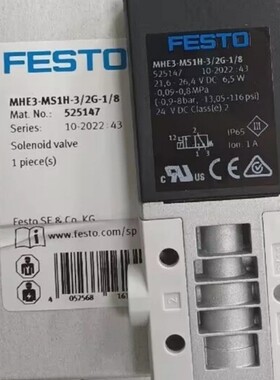 FESTO
MHE3-MS1H-3/2G-1/8
Mat. No.: 525147
Series: 10-2022 :43
Solenoid valve
1 piece(s)
Festo SE & Co. KG
www.festo.com/sp
4 052568
FESTO
MHE3-MS1H-3/2G-1/8
525147 10-2022 :43
21,6-26,4 V DC 6,5 W
-0,09-0,8MPa
(-0,9-8bar, 13,05-116 psi)
24 V DC Class(e) 2
IP65
Ion. 1 A
2